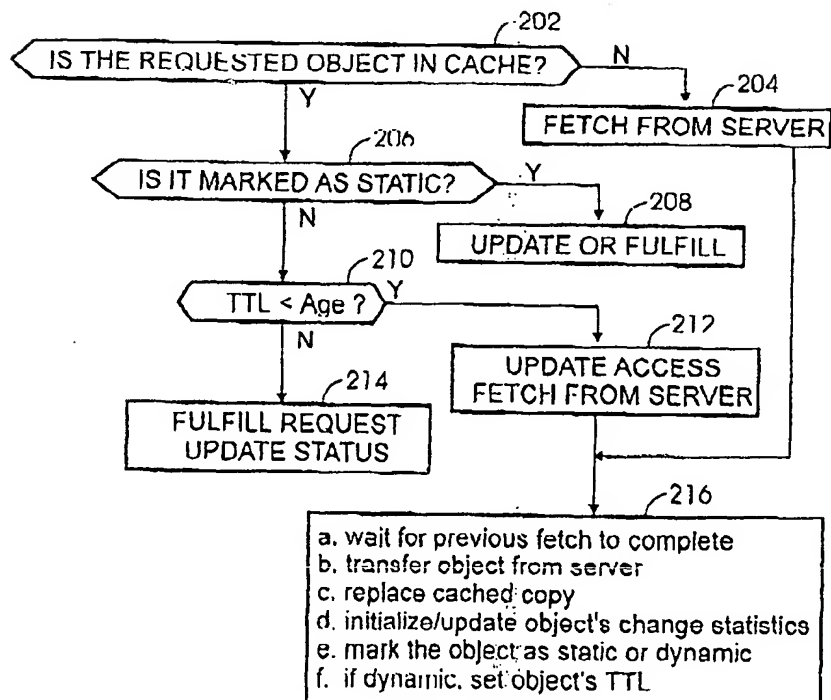 202
IS THE REQUESTED OBJECT IN CACHE?
N
204
Y
FETCH FROM SERVER
206
IS IT MARKED AS STATIC?
Y
208
N
UPDATE OR FULFILL
210
TTL < Age ?
Y
212
N
UPDATE ACCESS
FETCH FROM SERVER
214
FULFILL REQUEST
UPDATE STATUS
216
a. wait for previous fetch to complete
b. transfer object from server
c. replace cached copy
d. initialize/update object's change statistics
e. mark the object as static or dynamic
f. if dynamic, set object's TTL